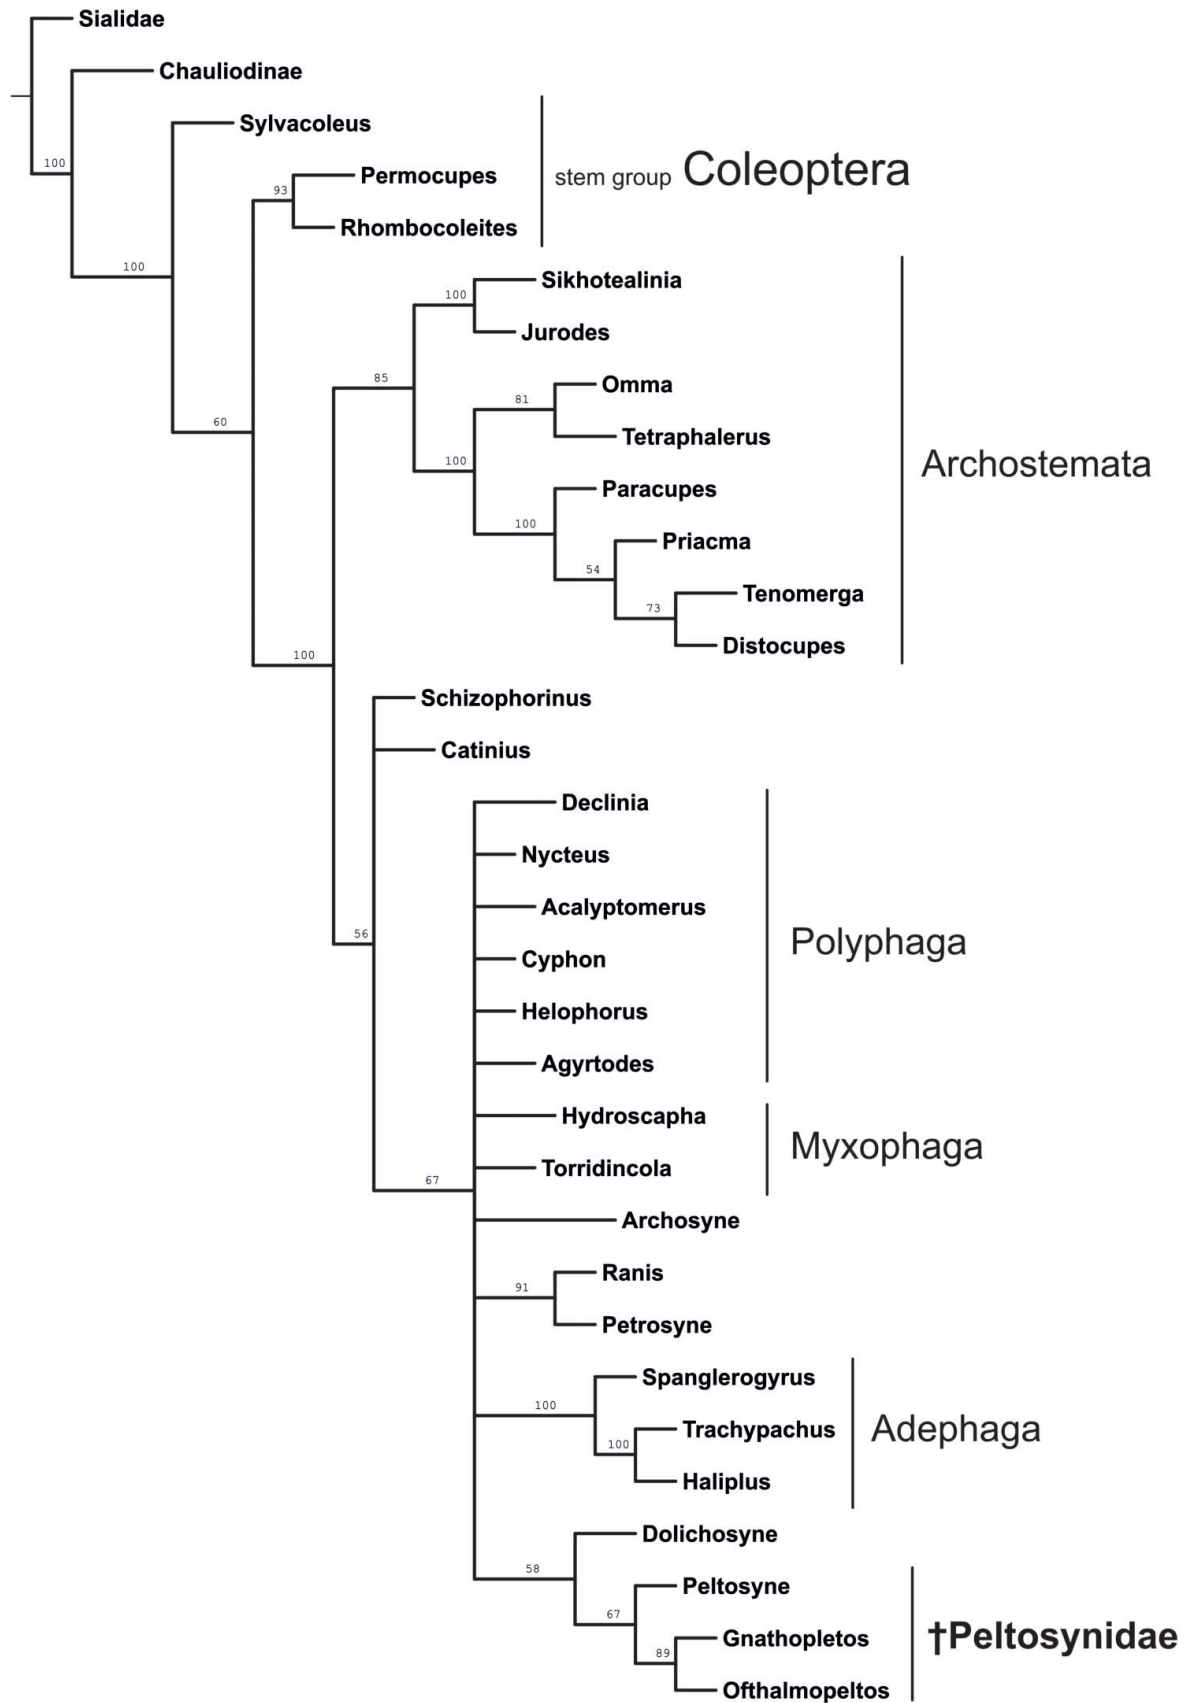 Sialidae
Chauliodinae
Sylvacoleus
100
Permocupes
stem group Coleoptera
93
Rhombocoleites
100
Sikhotealinia
100
Jurodes
85
Omma
81
Tetraphalerus
60
100
Archostemata
Paracupes
100
Priacma
54
Tenomerga
73
Distocupes
100
Schizophorinus
Catinius
Declinia
Nycteus
Acalyptomerus
56
Polyphaga
Cyphon
Helophorus
Agyrtodes
Hydroscapha
Myxophaga
Torridincola
67
Archosyne
Ranis
91
Petrosyne
Spanglerogyrus
100
Trachypachus
Adephaga
100
Haliplus
Dolichosyne
58
Peltosyne
67
Gnathopletos
†Peltosynidae
89
Ofthalmopeltos